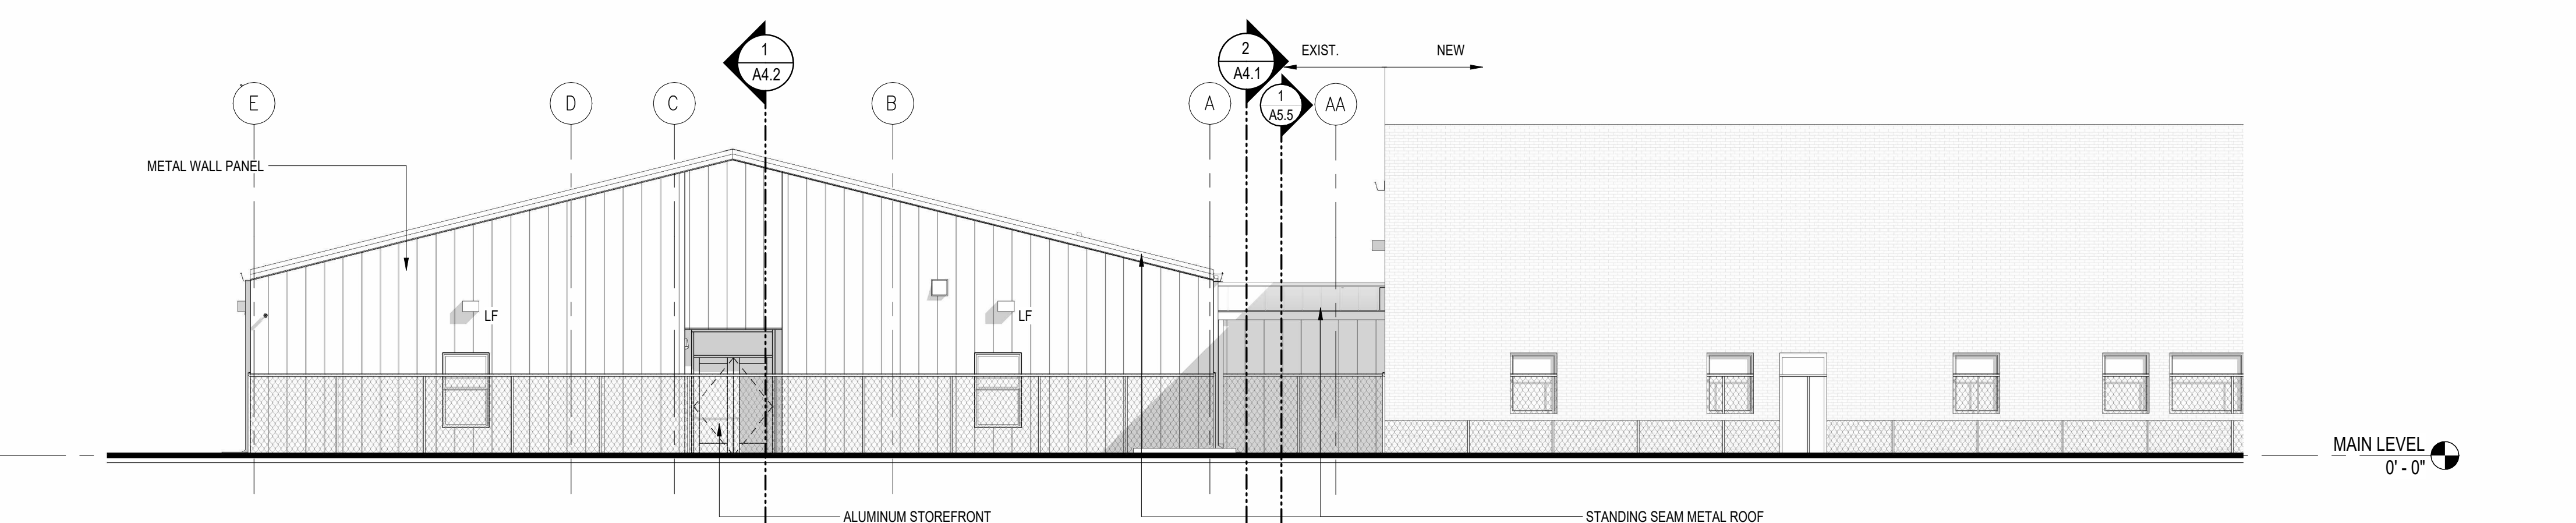 1
A4.2
2
A4.1
EXIST.
NEW
1
A5.5
E
D
C
B
A
AA
METAL WALL PANEL
LF
LF
MAIN LEVEL
0' - 0"
ALUMINUM STOREFRONT
STANDING SEAM METAL ROOF